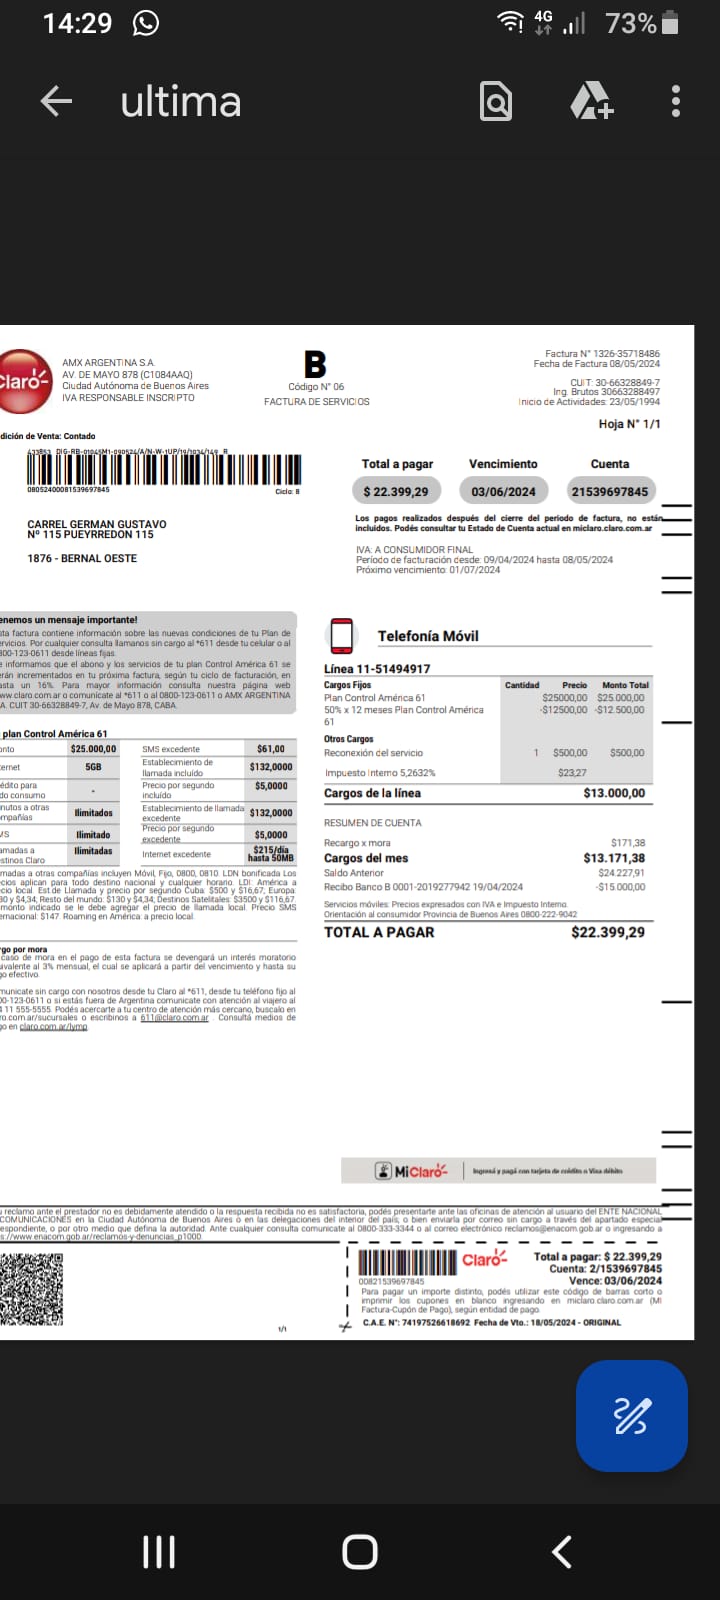 14:29
4G
73%
ultima
Claro-
AMX ARGENTINA S.A.
AV. DE MAYO 878 (C1084AAQ)
Ciudad Autónoma de Buenos Aires
IVA RESPONSABLE INSCRIPTO
B
Código N° 06
FACTURA DE SERVICIOS
Factura N° 1326-35718486
Fecha de Factura 08/05/2024
CUIT: 30-66328849-7
Ing. Brutos 30663288497
Inicio de Actividades: 23/05/1994
Hoja N° 1/1
dición de Venta: Contado
08052400081539697845
Ciclo: 8
Total a pagar Vencimiento Cuenta
$ 22.399,29 03/06/2024 21539697845
Los pagos realizados después del cierre del periodo de factura, no están
incluidos. Podés consultar tu Estado de Cuenta actual en miclaro.claro.com.ar
CARREL GERMAN GUSTAVO
Nº 115 PUEYRREDON 115
1876 - BERNAL OESTE
IVA: A CONSUMIDOR FINAL
Período de facturación desde: 09/04/2024 hasta 08/05/2024
Próximo vencimiento: 01/07/2024
enemos un mensaje importante!
sta factura contiene información sobre las nuevas condiciones de tu Plan de
ervicios. Por cualquier consulta llamanos sin cargo al *611 desde tu celular o al
00-123-0611 desde líneas fijas.
e informamos que el abono y los servicios de tu plan Control América 61 se
erán incrementados en tu próxima factura, según tu ciclo de facturación, en
asta un 16%. Para mayor información consulta nuestra página web
ww.claro.com.ar o comunicate al *611 o al 0800-123-0611 o AMX ARGENTINA
A. CUIT 30-66328849-7, Av. de Mayo 878, CABA.
plan Control América 61
onto $25.000,00 SMS excedente $61,00
ernet 5GB Establecimiento de llamada incluído $132,0000
édito para do consumo - Precio por segundo incluído $5,0000
nutos a otras mpañías Ilimitados Establecimiento de llamada excedente $132,0000
MS Ilimitado Precio por segundo excedente $5,0000
amadas a stinos Claro Ilimitadas Internet excedente $215/día hasta 50MB
madas a otras compañías incluyen Móvil, Fijo, 0800, 0810. LDN bonificada Los
cios aplican para todo destino nacional y cualquier horario. LDI: América a
cio local. Est.de Llamada y precio por segundo Cuba: $500 y $16,67; Europa:
30 y $4,34; Resto del mundo: $130 y $4,34; Destinos Satelitales: $3500 y $116,67.
monto indicado se le debe agregar el precio de llamada local. Precio SMS
ernacional: $147. Roaming en América: a precio local.
go por mora
caso de mora en el pago de esta factura se devengará un interés moratorio
uivalente al 3% mensual, el cual se aplicará a partir del vencimiento y hasta su
go efectivo.
municate sin cargo con nosotros desde tu Claro al *611, desde tu teléfono fijo al
00-123-0611 o si estás fuera de Argentina comunicate con atención al viajero al
4 11 555-5555. Podés acercarte a tu centro de atención más cercano, buscalo en
ro.com.ar/sucursales o escribinos a 611@claro.com.ar . Consultá medios de
go en claro.com.ar/lymp.
Telefonía Móvil
Línea 11-51494917
Cargos Fijos Cantidad Precio Monto Total
Plan Control América 61 $25000,00 $25.000,00
50% x 12 meses Plan Control América 61 -$12500,00 -$12.500,00
Otros Cargos
Reconexión del servicio 1 $500,00 $500,00
Impuesto Interno 5,2632% $23,27
Cargos de la línea $13.000,00
RESUMEN DE CUENTA
Recargo x mora $171,38
Cargos del mes $13.171,38
Saldo Anterior $24.227,91
Recibo Banco B 0001-2019277942 19/04/2024 -$15.000,00
Servicios móviles: Precios expresados con IVA e Impuesto Interno.
Orientación al consumidor Provincia de Buenos Aires 0800-222-9042
TOTAL A PAGAR $22.399,29
Mi Claro- Ingresá y pagá con tarjeta de crédito o Visa débito
u reclamo ante el prestador no es debidamente atendido o la respuesta recibida no es satisfactoria, podés presentarte ante las oficinas de atención al usuario del ENTE NACIONAL
COMUNICACIONES en la Ciudad Autónoma de Buenos Aires o en las delegaciones del interior del país; o bien enviarla por correo sin cargo a través del apartado especial
espondiente, o por otro medio que defina la autoridad. Ante cualquier consulta comunicate al 0800-333-3344 o al correo electrónico reclamos@enacom.gob.ar o ingresando a
s://www.enacom.gob.ar/reclamos-y-denuncias_p1000.
Claro-
00821539697845
Total a pagar: $ 22.399,29
Cuenta: 2/1539697845
Vence: 03/06/2024
Para pagar un importe distinto, podés utilizar este código de barras corto o
imprimir los cupones en blanco ingresando en miclaro.claro.com.ar (Mi
Factura-Cupón de Pago), según entidad de pago.
1/1
C.A.E. N°: 74197526618692 Fecha de Vto.: 18/05/2024 - ORIGINAL